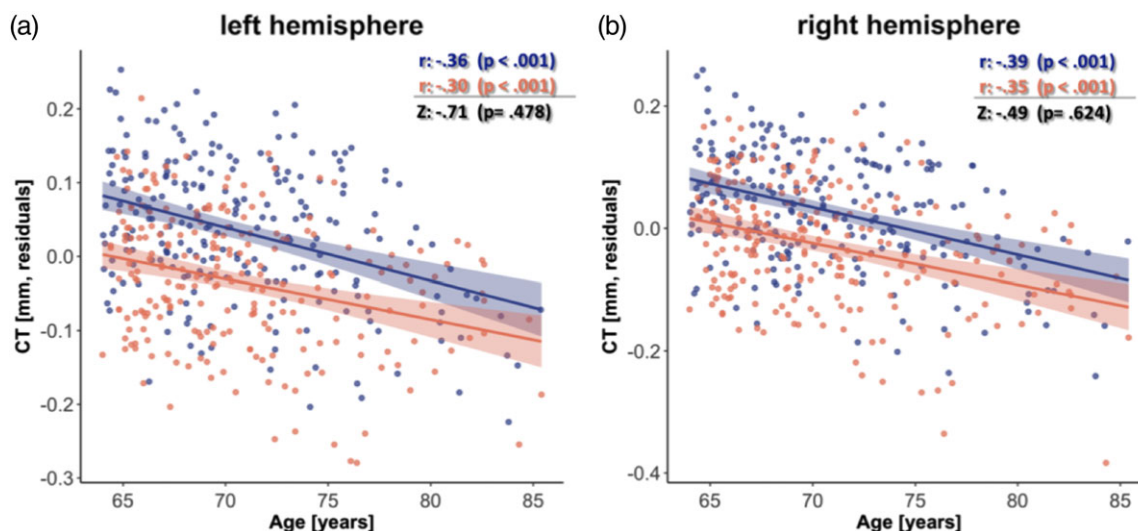 (a)
left hemisphere
r: -.36 (p < .001)
r: -.30 (p < .001)
Z: -.71 (p= .478)
CT [mm, residuals]
0.2
0.1
0.0
-0.1
-0.2
-0.3
65 70 75 80 85
Age [years]
(b)
right hemisphere
r: -.39 (p < .001)
r: -.35 (p < .001)
Z: -.49 (p= .624)
CT [mm, residuals]
0.2
0.0
-0.2
-0.4
65 70 75 80 85
Age [years]